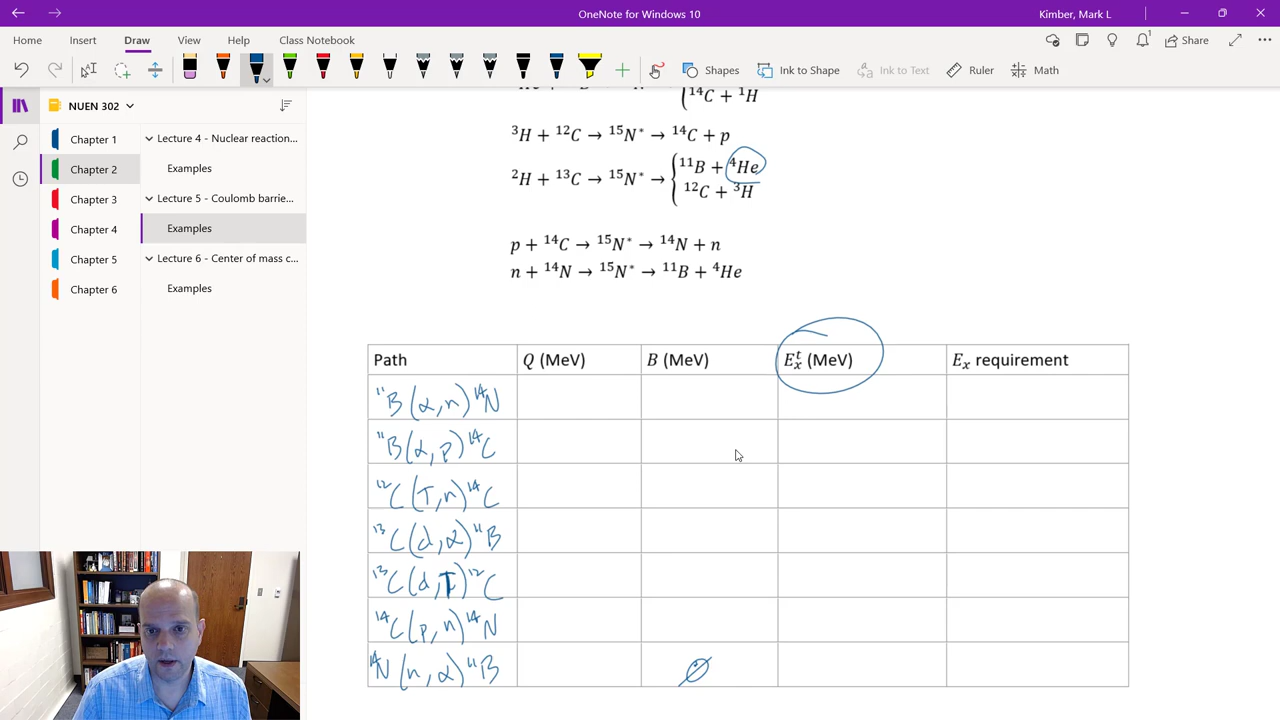 OneNote for Windows 10
Kimber, Mark L
Home Insert Draw View Help Class Notebook
Share
Shapes Ink to Shape Ink to Text Ruler Math
NUEN 302
Chapter 1
Chapter 2
Chapter 3
Chapter 4
Chapter 5
Chapter 6
Lecture 4 - Nuclear reaction...
Examples
Lecture 5 - Coulomb barrie...
Examples
Lecture 6 - Center of mass c...
Examples
¹⁴C + ¹H
³H + ¹²C → ¹⁵N* → ¹⁴C + p
²H + ¹³C → ¹⁵N* → { ¹¹B + ⁴He
¹²C + ³H
p + ¹⁴C → ¹⁵N* → ¹⁴N + n
n + ¹⁴N → ¹⁵N* → ¹¹B + ⁴He
Path Q (MeV) B (MeV) Eₓᵗ (MeV) Eₓ requirement
¹¹B(α,n)¹⁴N
¹¹B(α,p)¹⁴C
¹²C(T,n)¹⁴C
¹³C(d,α)¹¹B
¹³C(d,T)¹²C
¹⁴C(p,n)¹⁴N
¹⁴N(n,α)¹¹B Ø